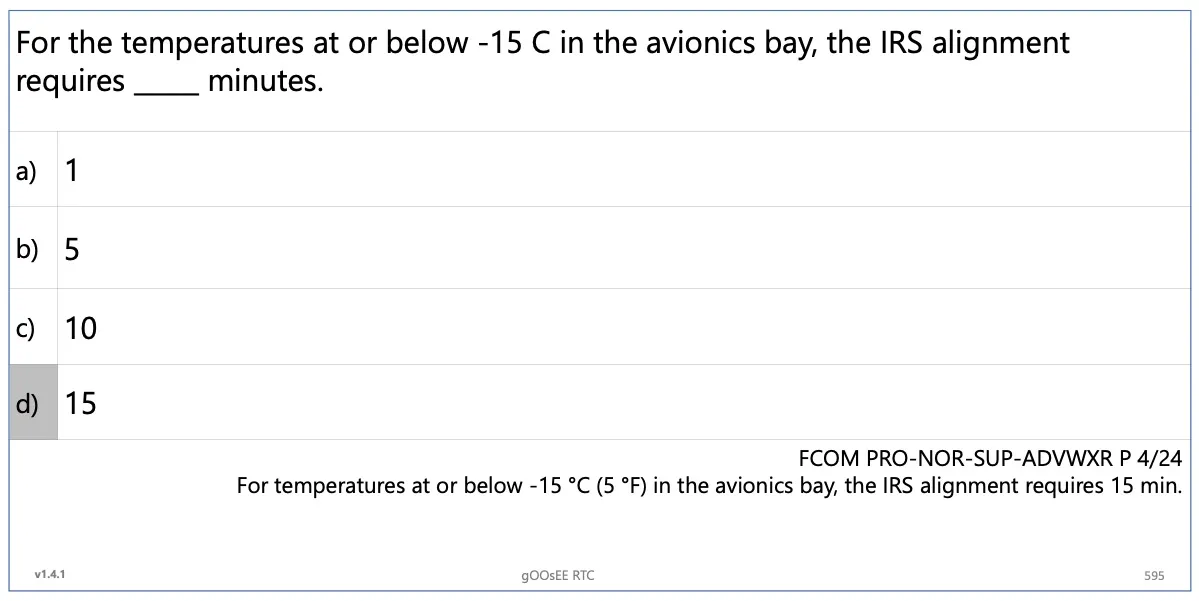 For the temperatures at or below -15 C in the avionics bay, the IRS alignment
requires _____ minutes.
a) 1
b) 5
c) 10
d) 15
FCOM PRO-NOR-SUP-ADVWXR P 4/24
For temperatures at or below -15 °C (5 °F) in the avionics bay, the IRS alignment requires 15 min.
v1.4.1 gOOsEE RTC 595